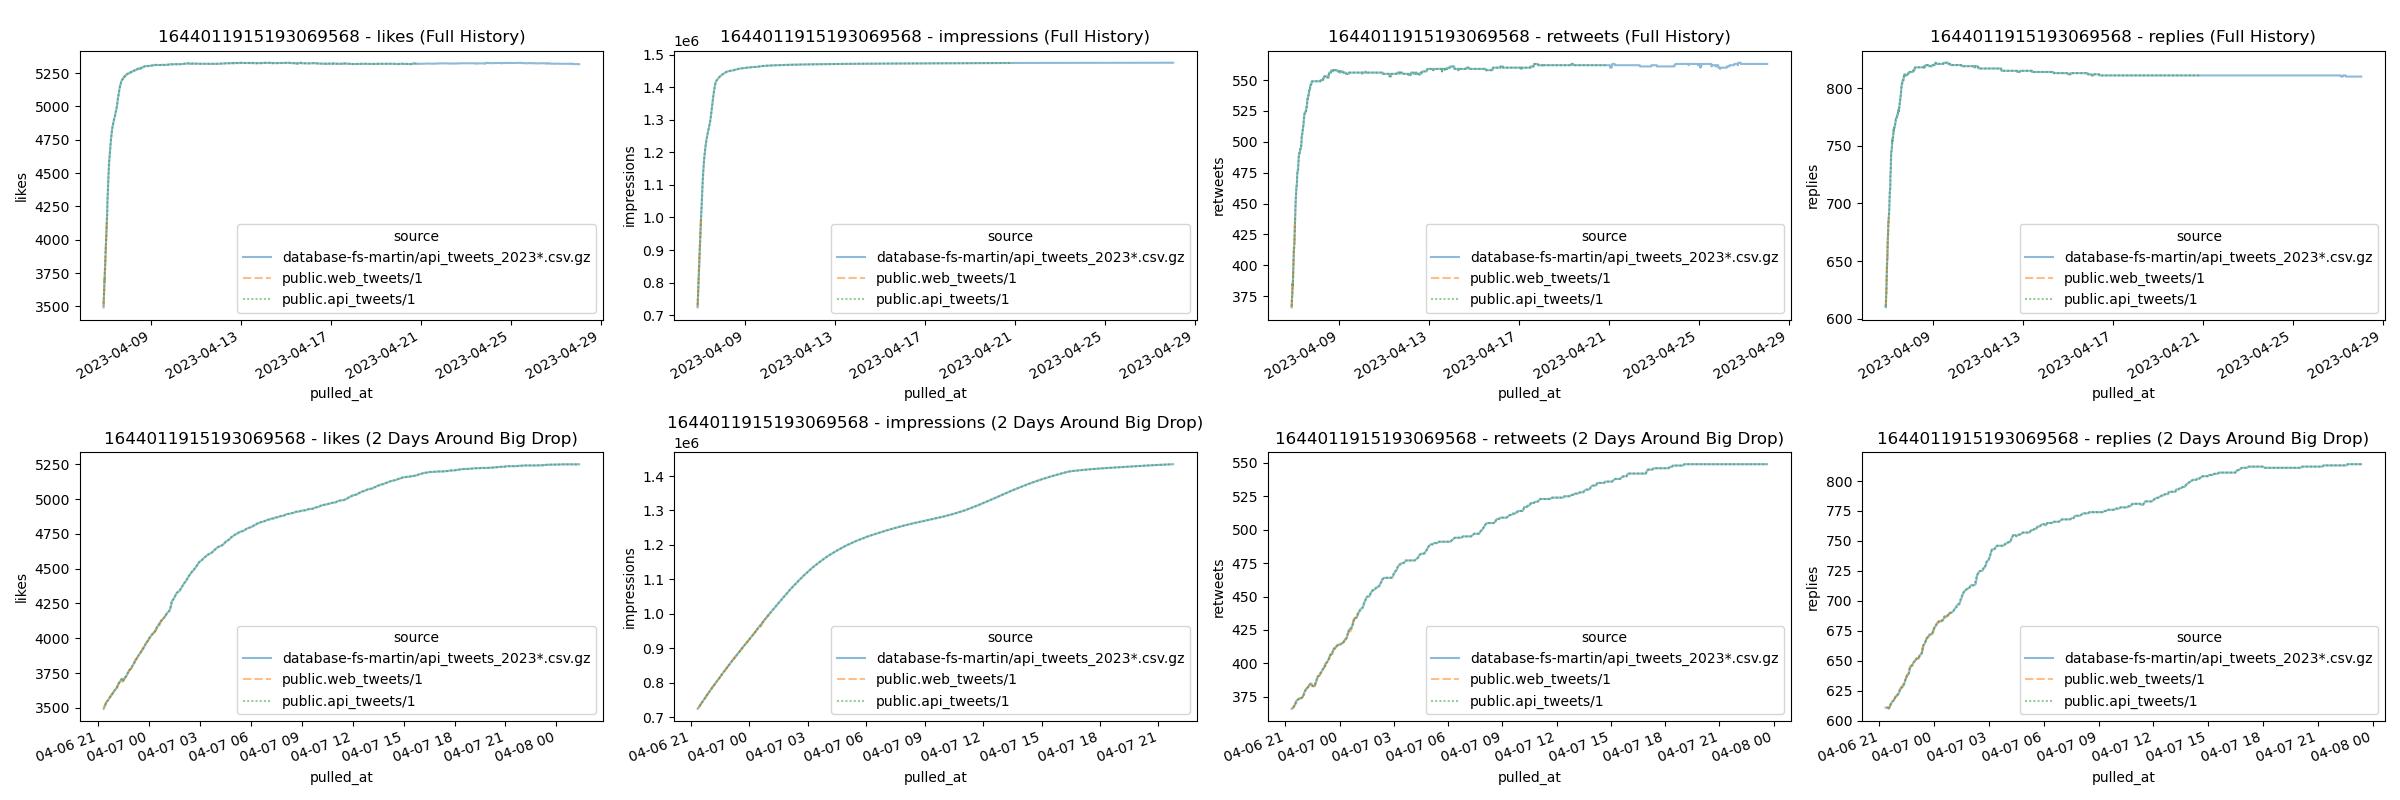 1644011915193069568 - likes (Full History)
5250
5000
4750
4500
4250
4000
3750
3500
likes
source
database-fs-martin/api_tweets_2023*.csv.gz
public.web_tweets/1
public.api_tweets/1
2023-04-09
2023-04-13
2023-04-17
2023-04-21
2023-04-25
2023-04-29
pulled_at
1644011915193069568 - impressions (Full History)
1e6
1.5
1.4
1.3
1.2
1.1
1.0
0.9
0.8
0.7
impressions
source
database-fs-martin/api_tweets_2023*.csv.gz
public.web_tweets/1
public.api_tweets/1
2023-04-09
2023-04-13
2023-04-17
2023-04-21
2023-04-25
2023-04-29
pulled_at
1644011915193069568 - retweets (Full History)
550
525
500
475
450
425
400
375
retweets
source
database-fs-martin/api_tweets_2023*.csv.gz
public.web_tweets/1
public.api_tweets/1
2023-04-09
2023-04-13
2023-04-17
2023-04-21
2023-04-25
2023-04-29
pulled_at
1644011915193069568 - replies (Full History)
800
750
700
650
600
replies
source
database-fs-martin/api_tweets_2023*.csv.gz
public.web_tweets/1
public.api_tweets/1
2023-04-09
2023-04-13
2023-04-17
2023-04-21
2023-04-25
2023-04-29
pulled_at
1644011915193069568 - likes (2 Days Around Big Drop)
5250
5000
4750
4500
4250
4000
3750
3500
likes
source
database-fs-martin/api_tweets_2023*.csv.gz
public.web_tweets/1
public.api_tweets/1
04-06 21
04-07 00
04-07 03
04-07 06
04-07 09
04-07 12
04-07 15
04-07 18
04-07 21
04-08 00
pulled_at
1644011915193069568 - impressions (2 Days Around Big Drop)
1e6
1.4
1.3
1.2
1.1
1.0
0.9
0.8
0.7
impressions
source
database-fs-martin/api_tweets_2023*.csv.gz
public.web_tweets/1
public.api_tweets/1
04-06 21
04-07 00
04-07 03
04-07 06
04-07 09
04-07 12
04-07 15
04-07 18
04-07 21
pulled_at
1644011915193069568 - retweets (2 Days Around Big Drop)
550
525
500
475
450
425
400
375
retweets
source
database-fs-martin/api_tweets_2023*.csv.gz
public.web_tweets/1
public.api_tweets/1
04-06 21
04-07 00
04-07 03
04-07 06
04-07 09
04-07 12
04-07 15
04-07 18
04-07 21
04-08 00
pulled_at
1644011915193069568 - replies (2 Days Around Big Drop)
800
775
750
725
700
675
650
625
600
replies
source
database-fs-martin/api_tweets_2023*.csv.gz
public.web_tweets/1
public.api_tweets/1
04-06 21
04-07 00
04-07 03
04-07 06
04-07 09
04-07 12
04-07 15
04-07 18
04-07 21
04-08 00
pulled_at